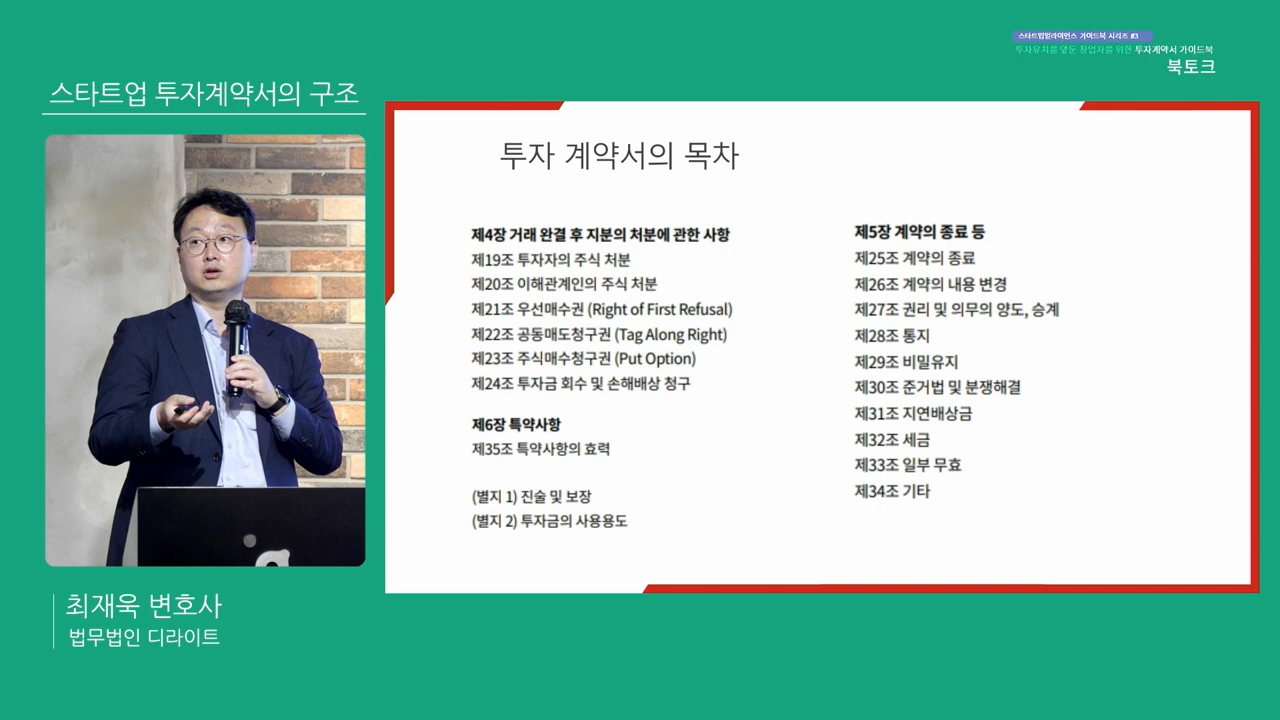 스타트업얼라이언스 가이드북 시리즈 #3
투자유치를 앞둔 창업자를 위한 투자계약서 가이드북
북토크
스타트업 투자계약서의 구조
투자 계약서의 목차
제4장 거래 완결 후 지분의 처분에 관한 사항
제19조 투자자의 주식 처분
제20조 이해관계인의 주식 처분
제21조 우선매수권 (Right of First Refusal)
제22조 공동매도청구권 (Tag Along Right)
제23조 주식매수청구권 (Put Option)
제24조 투자금 회수 및 손해배상 청구
제6장 특약사항
제35조 특약사항의 효력
(별지 1) 진술 및 보장
(별지 2) 투자금의 사용용도
제5장 계약의 종료 등
제25조 계약의 종료
제26조 계약의 내용 변경
제27조 권리 및 의무의 양도, 승계
제28조 통지
제29조 비밀유지
제30조 준거법 및 분쟁해결
제31조 지연배상금
제32조 세금
제33조 일부 무효
제34조 기타
최재욱 변호사
법무법인 디라이트